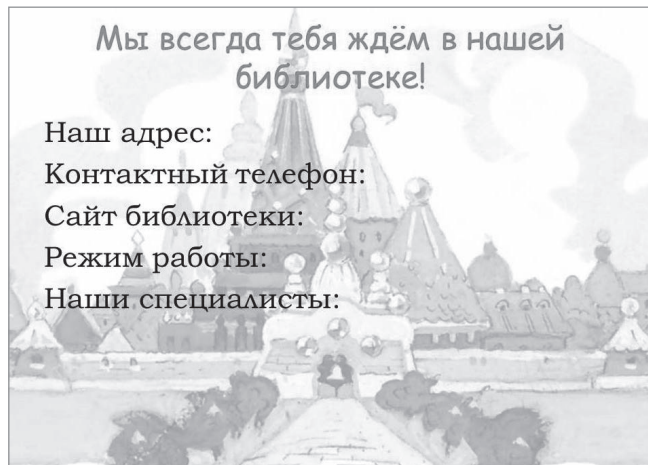 Мы всегда тебя ждём в нашей
библиотеке!
Наш адрес:
Контактный телефон:
Сайт библиотеки:
Режим работы:
Наши специалисты: